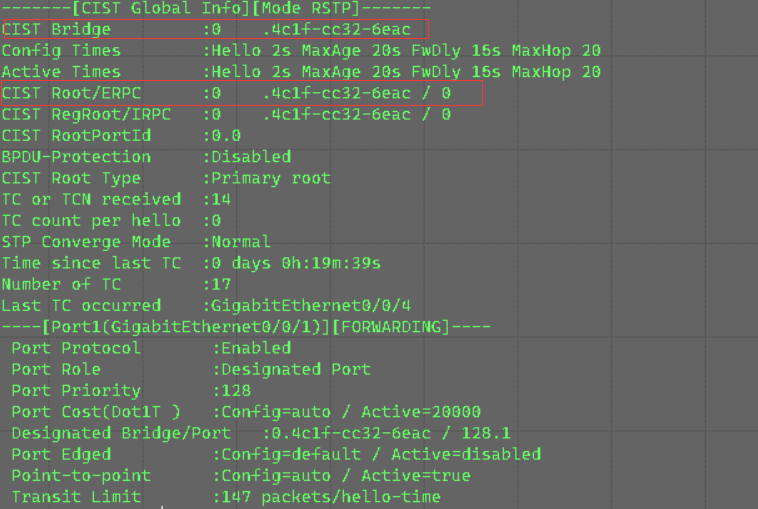 -------[CIST Global Info][Mode RSTP]-------
CIST Bridge         :0    .4c1f-cc32-6eac
Config Times        :Hello 2s MaxAge 20s FwDly 15s MaxHop 20
Active Times        :Hello 2s MaxAge 20s FwDly 15s MaxHop 20
CIST Root/ERPC      :0    .4c1f-cc32-6eac / 0
CIST RegRoot/IRPC   :0    .4c1f-cc32-6eac / 0
CIST RootPortId     :0.0
BPDU-Protection     :Disabled
CIST Root Type      :Primary root
TC or TCN received  :14
TC count per hello  :0
STP Converge Mode   :Normal
Time since last TC  :0 days 0h:19m:39s
Number of TC        :17
Last TC occurred    :GigabitEthernet0/0/4
----[Port1(GigabitEthernet0/0/1)][FORWARDING]----
 Port Protocol       :Enabled
 Port Role           :Designated Port
 Port Priority       :128
 Port Cost(Dot1T )   :Config=auto / Active=20000
 Designated Bridge/Port   :0.4c1f-cc32-6eac / 128.1
 Port Edged          :Config=default / Active=disabled
 Point-to-point      :Config=auto / Active=true
 Transit Limit       :147 packets/hello-time